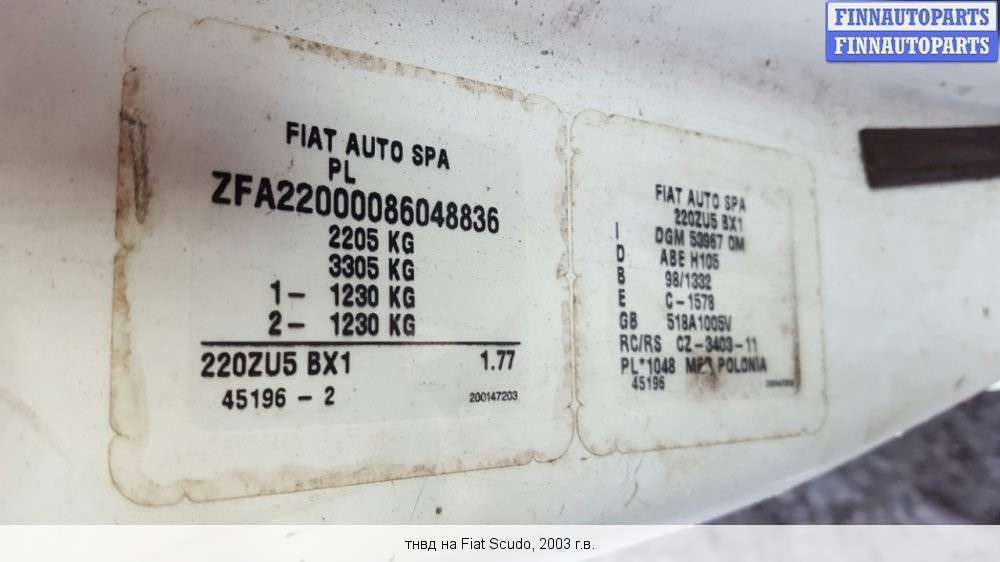 FINNAUTOPARTS
FINNAUTOPARTS
FIAT AUTO SPA
PL
ZFA22000086048836
2205 KG
3305 KG
1- 1230 KG
2- 1230 KG
220ZU5 BX1 1.77
45196 - 2 200147203
FIAT AUTO SPA
220ZU5 BX1
I DGM 53967 OM
D ABE H105
B 98/1332
E C-1578
GB 518A1005V
RC/RS CZ-3403-11
PL*1048 POLONIA
45196
тнвд на Fiat Scudo, 2003 г.в.